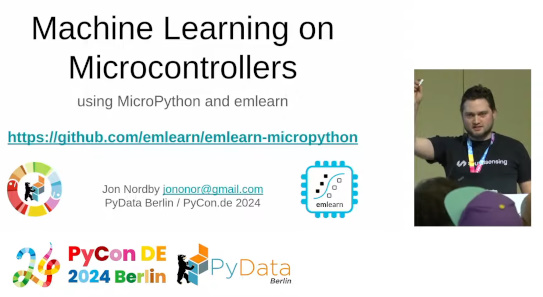 Machine Learning on
Microcontrollers
using MicroPython and emlearn
https://github.com/emlearn/emlearn-micropython
Jon Nordby jononor@gmail.com
PyData Berlin / PyCon.de 2024
emlearn
PyCon DE
2024 Berlin
PyData
Berlin